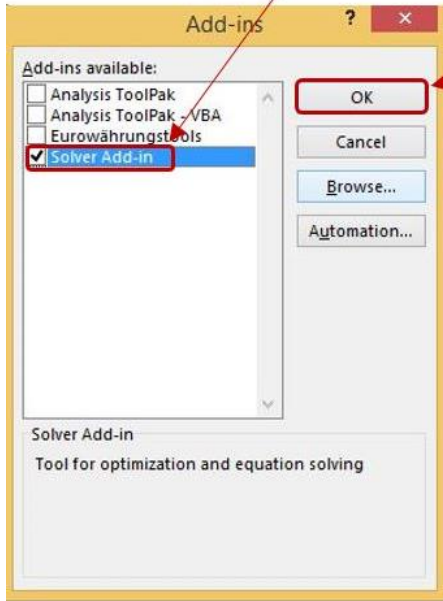 Add-ins
?
×
Add-ins available:
Analysis ToolPak
Analysis ToolPak - VBA
Eurowährungstools
Solver Add-in
OK
Cancel
Browse...
Automation...
Solver Add-in
Tool for optimization and equation solving